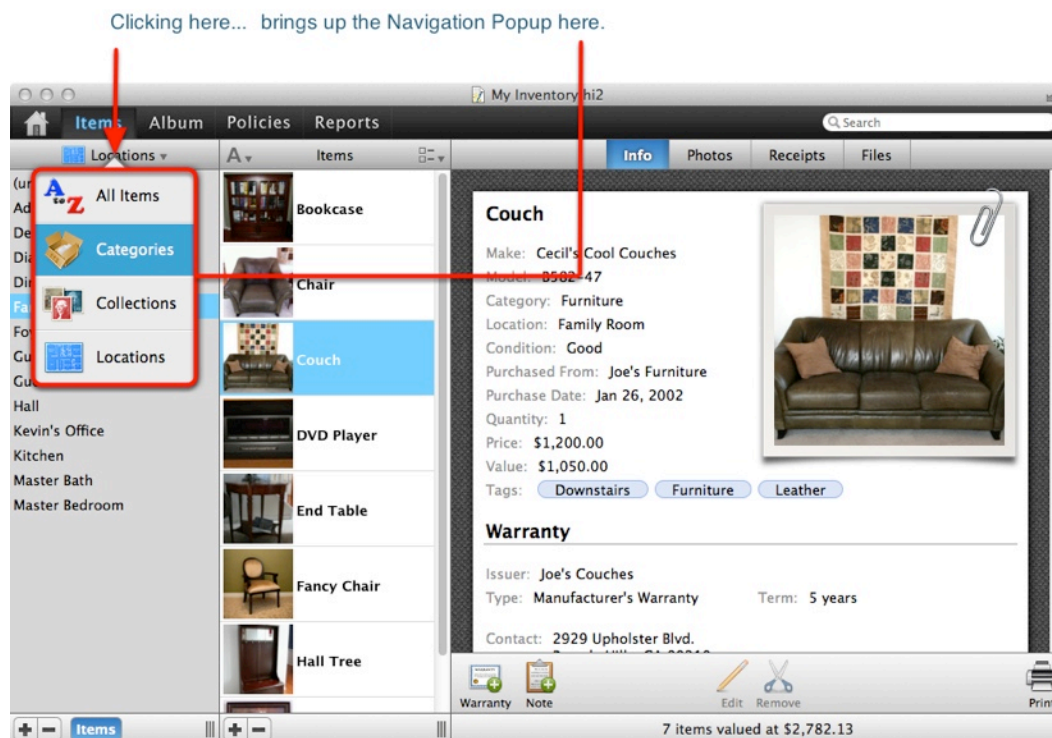 Clicking here... brings up the Navigation Popup here.
My Inventory.hi2
Items Album Policies Reports
Search
Locations
A Items
Info Photos Receipts Files
All Items
Categories
Collections
Locations
Hall
Kevin's Office
Kitchen
Master Bath
Master Bedroom
Bookcase
Chair
Couch
DVD Player
End Table
Fancy Chair
Hall Tree
Couch
Make: Cecil's Cool Couches
Model: B582-47
Category: Furniture
Location: Family Room
Condition: Good
Purchased From: Joe's Furniture
Purchase Date: Jan 26, 2002
Quantity: 1
Price: $1,200.00
Value: $1,050.00
Tags: Downstairs Furniture Leather
Warranty
Issuer: Joe's Couches
Type: Manufacturer's Warranty Term: 5 years
Contact: 2929 Upholster Blvd.
Warranty Note Edit Remove Print
Items
7 items valued at $2,782.13